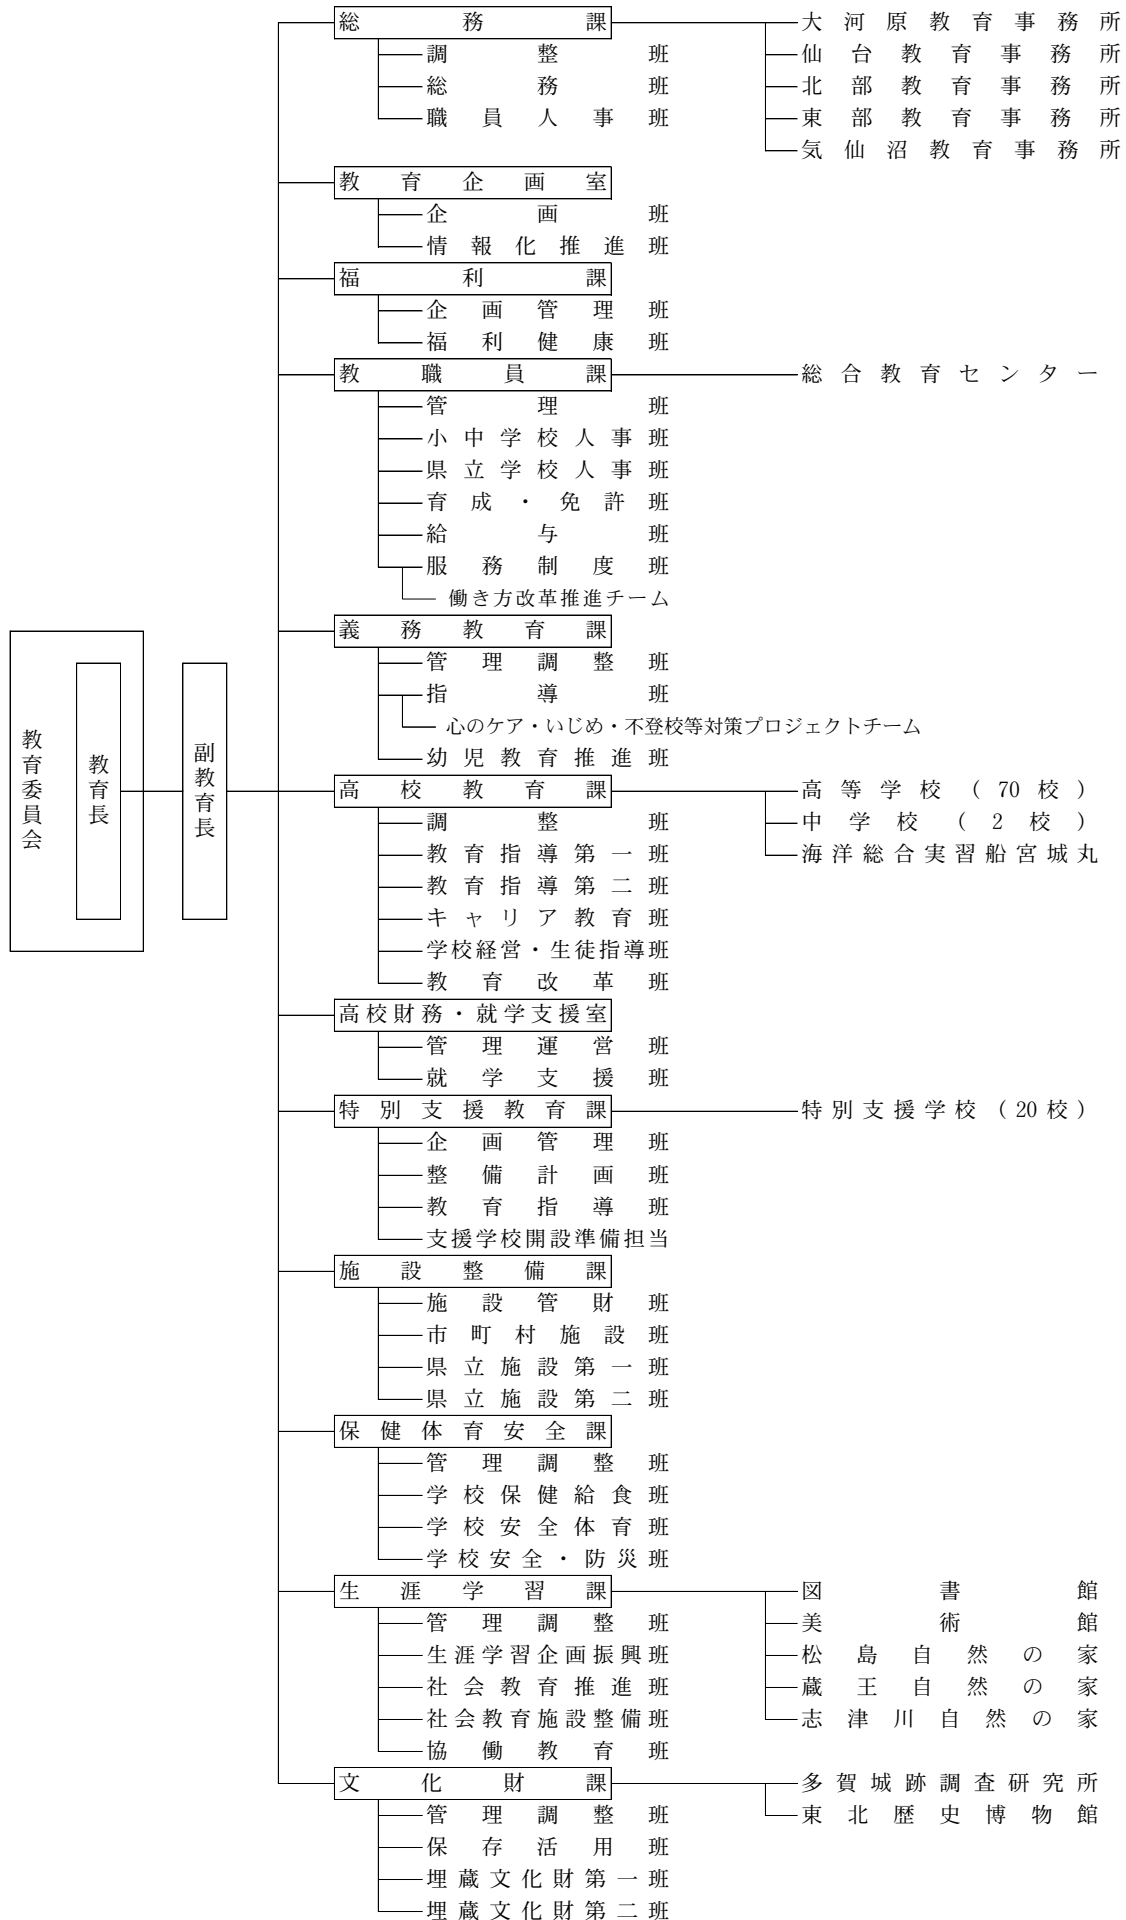 教育委員会
教育長
副教育長
総務課
調整班
総務班
職員人事班
大河原教育事務所
仙台教育事務所
北部教育事務所
東部教育事務所
気仙沼教育事務所
教育企画室
企画班
情報化推進班
福利課
企画管理班
福利健康班
教職員課
総合教育センター
管理班
小中学校人事班
県立学校人事班
育成・免許班
給与班
服務制度班
働き方改革推進チーム
義務教育課
管理調整班
指導班
心のケア・いじめ・不登校等対策プロジェクトチーム
幼児教育推進班
高校教育課
調整班
教育指導第一班
教育指導第二班
キャリア教育班
学校経営・生徒指導班
教育改革班
高等学校（70校）
中学校（2校）
海洋総合実習船宮城丸
高校財務・就学支援室
管理運営班
就学支援班
特別支援教育課
特別支援学校（20校）
企画管理班
整備計画班
教育指導班
支援学校開設準備担当
施設整備課
施設管財班
市町村施設班
県立施設第一班
県立施設第二班
保健体育安全課
管理調整班
学校保健給食班
学校安全体育班
学校安全・防災班
生涯学習課
管理調整班
生涯学習企画振興班
社会教育推進班
社会教育施設整備班
協働教育班
図書館
美術館
松島自然の家
蔵王自然の家
志津川自然の家
文化財課
管理調整班
保存活用班
埋蔵文化財第一班
埋蔵文化財第二班
多賀城跡調査研究所
東北歴史博物館